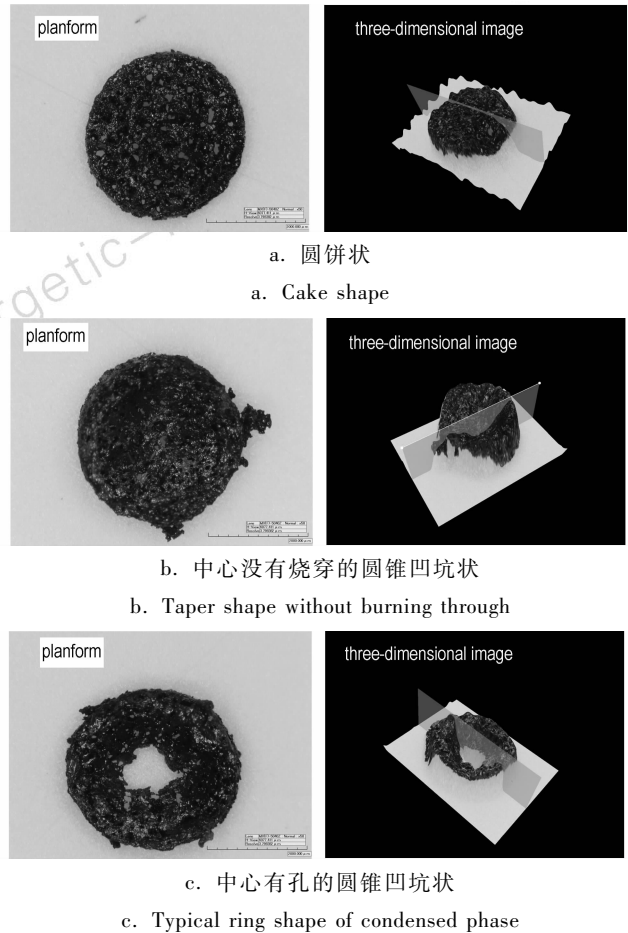 planform
three-dimensional image
a. 圆饼状
a. Cake shape
planform
three-dimensional image
b. 中心没有烧穿的圆锥凹坑状
b. Taper shape without burning through
planform
three-dimensional image
c. 中心有孔的圆锥凹坑状
c. Typical ring shape of condensed phase